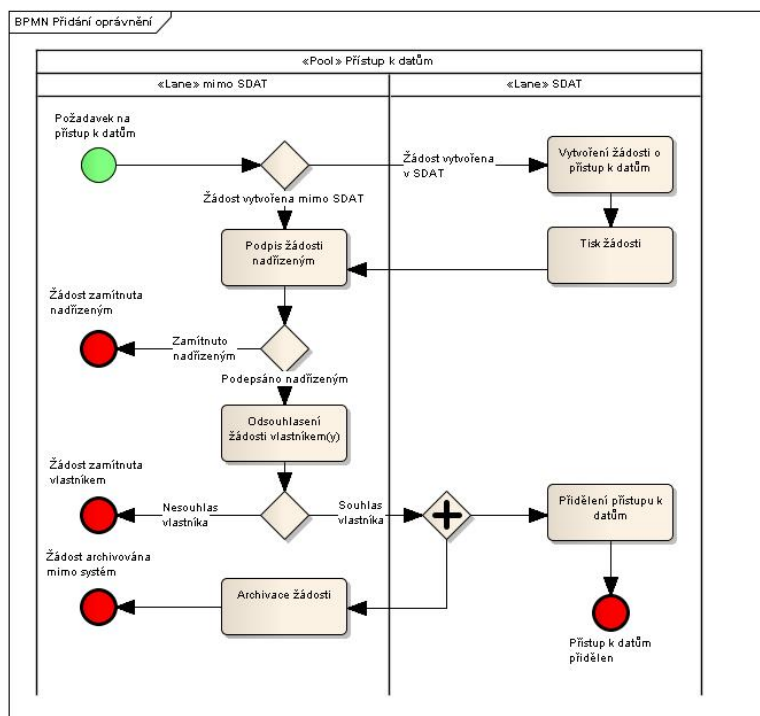 BPMN Přidání oprávnění
«Pool» Přístup k datům
«Lane» mimo SDAT
«Lane» SDAT
Požadavek na
přístup k datům
Žádost vytvořena
v SDAT
Vytvoření žádosti o
přístup k datům
Žádost vytvořena mimo SDAT
Podpis žádosti
nadřízeným
Tisk žádosti
Žádost zamítnuta
nadřízeným
Zamítnuto
nadřízeným
Podepsáno nadřízeným
Odsouhlasení
žádosti vlastníkem(y)
Žádost zamítnuta
vlastníkem
Nesouhlas
vlastníka
Souhlas
vlastníka
Přidělení přístupu k
datům
Žádost archivována
mimo systém
Archivace žádosti
Přístup k datům
přidělen